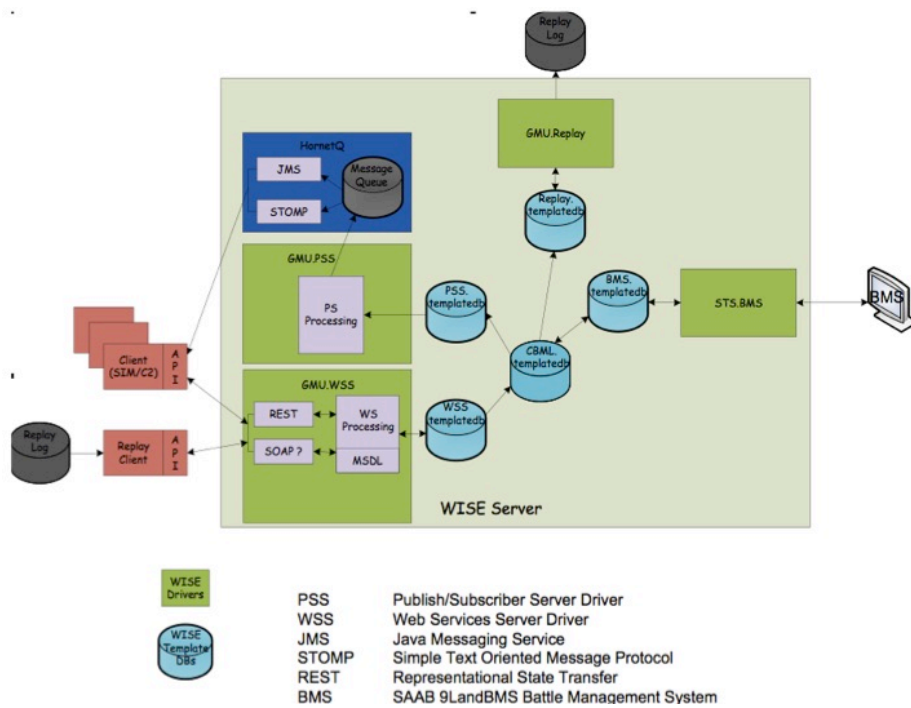 Replay
Log
GMU.Replay
HornetQ
JMS
Message
Queue
STOMP
Replay.
templatedb
GMU.PSS
PS
Processing
PSS.
templatedb
BMS.
templatedb
STS.BMS
BMS
CBML.
templatedb
Client
(SIM/C2)
A
P
I
GMU.WSS
REST
WS
Processing
SOAP ?
MSDL
WSS
templatedb
Replay
Log
Replay
Client
A
P
I
WISE Server
WISE
Drivers
WISE
Template
DBs
PSS Publish/Subscriber Server Driver
WSS Web Services Server Driver
JMS Java Messaging Service
STOMP Simple Text Oriented Message Protocol
REST Representational State Transfer
BMS SAAB 9LandBMS Battle Management System